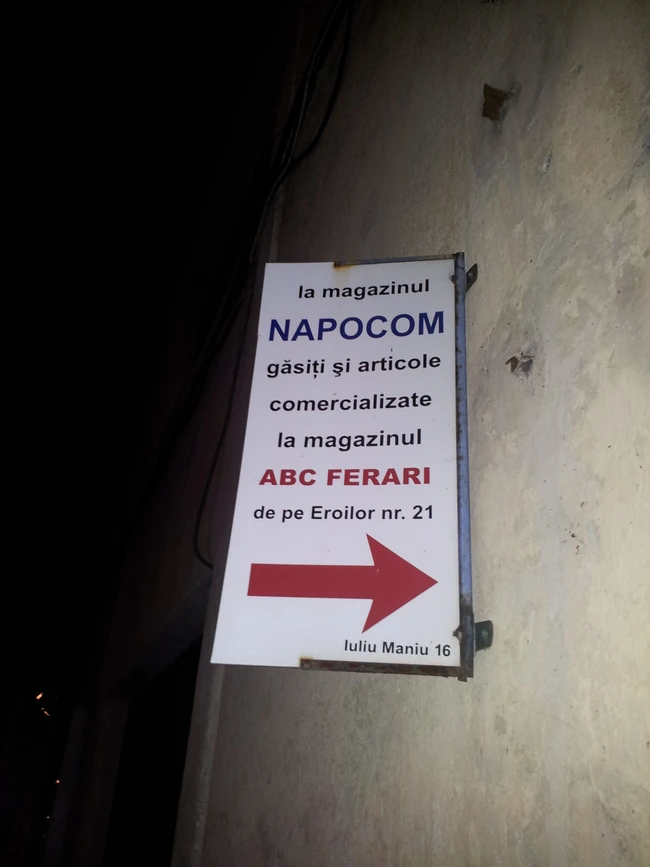 la magazinul
NAPOCOM
găsiţi şi articole
comercializate
la magazinul
ABC FERARI
de pe Eroilor nr. 21
Iuliu Maniu 16